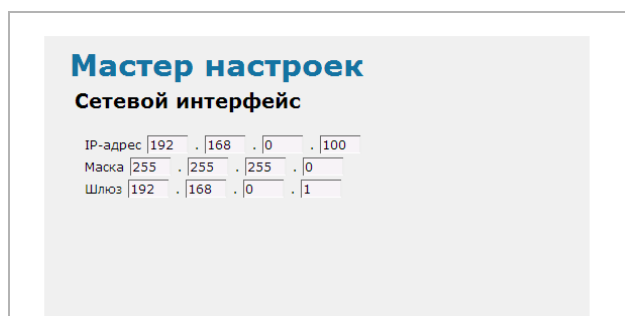 Мастер настроек
Сетевой интерфейс
IP-адрес 192 . 168 . 0 . 100
Маска 255 . 255 . 255 . 0
Шлюз 192 . 168 . 0 . 1